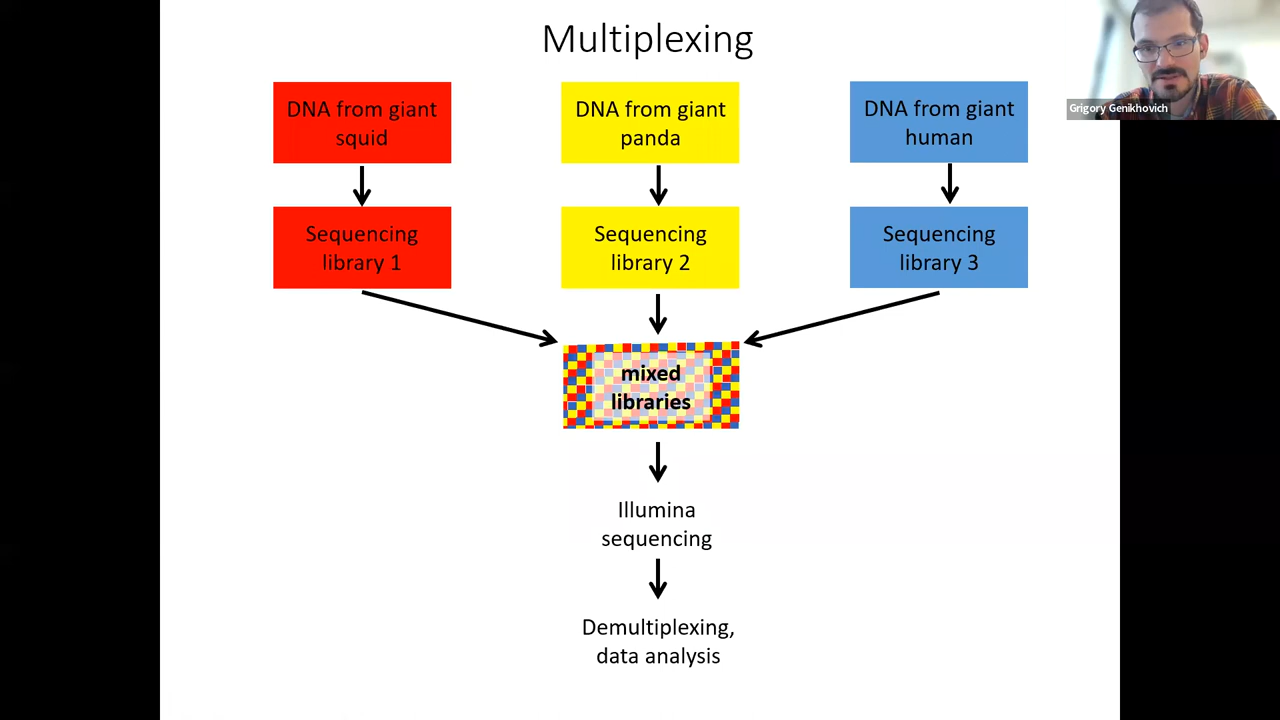 Multiplexing
Grigory Genikhovich
DNA from giant
squid
DNA from giant
panda
DNA from giant
human
Sequencing
library 1
Sequencing
library 2
Sequencing
library 3
mixed
libraries
Illumina
sequencing
Demultiplexing,
data analysis